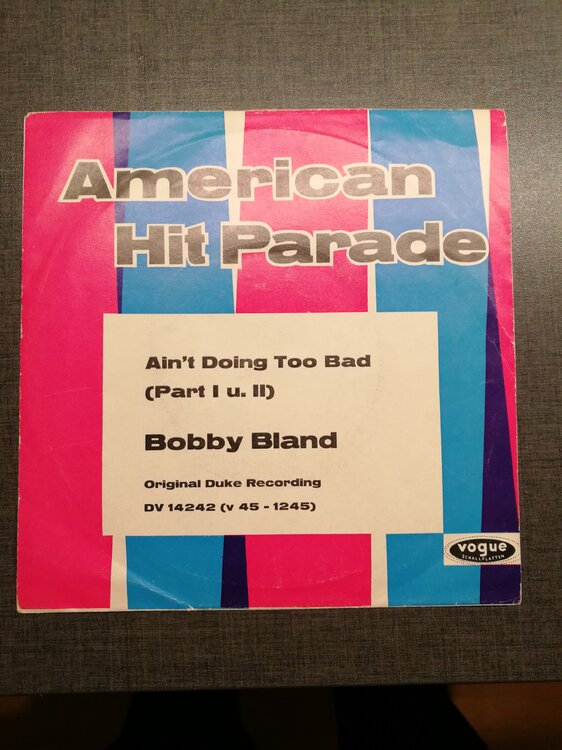 American
Hit Parade
Ain't Doing Too Bad
(Part I u. II)
Bobby Bland
Original Duke Recording
DV 14242 (v 45 - 1245)
vogue
SCHALLPLATTEN